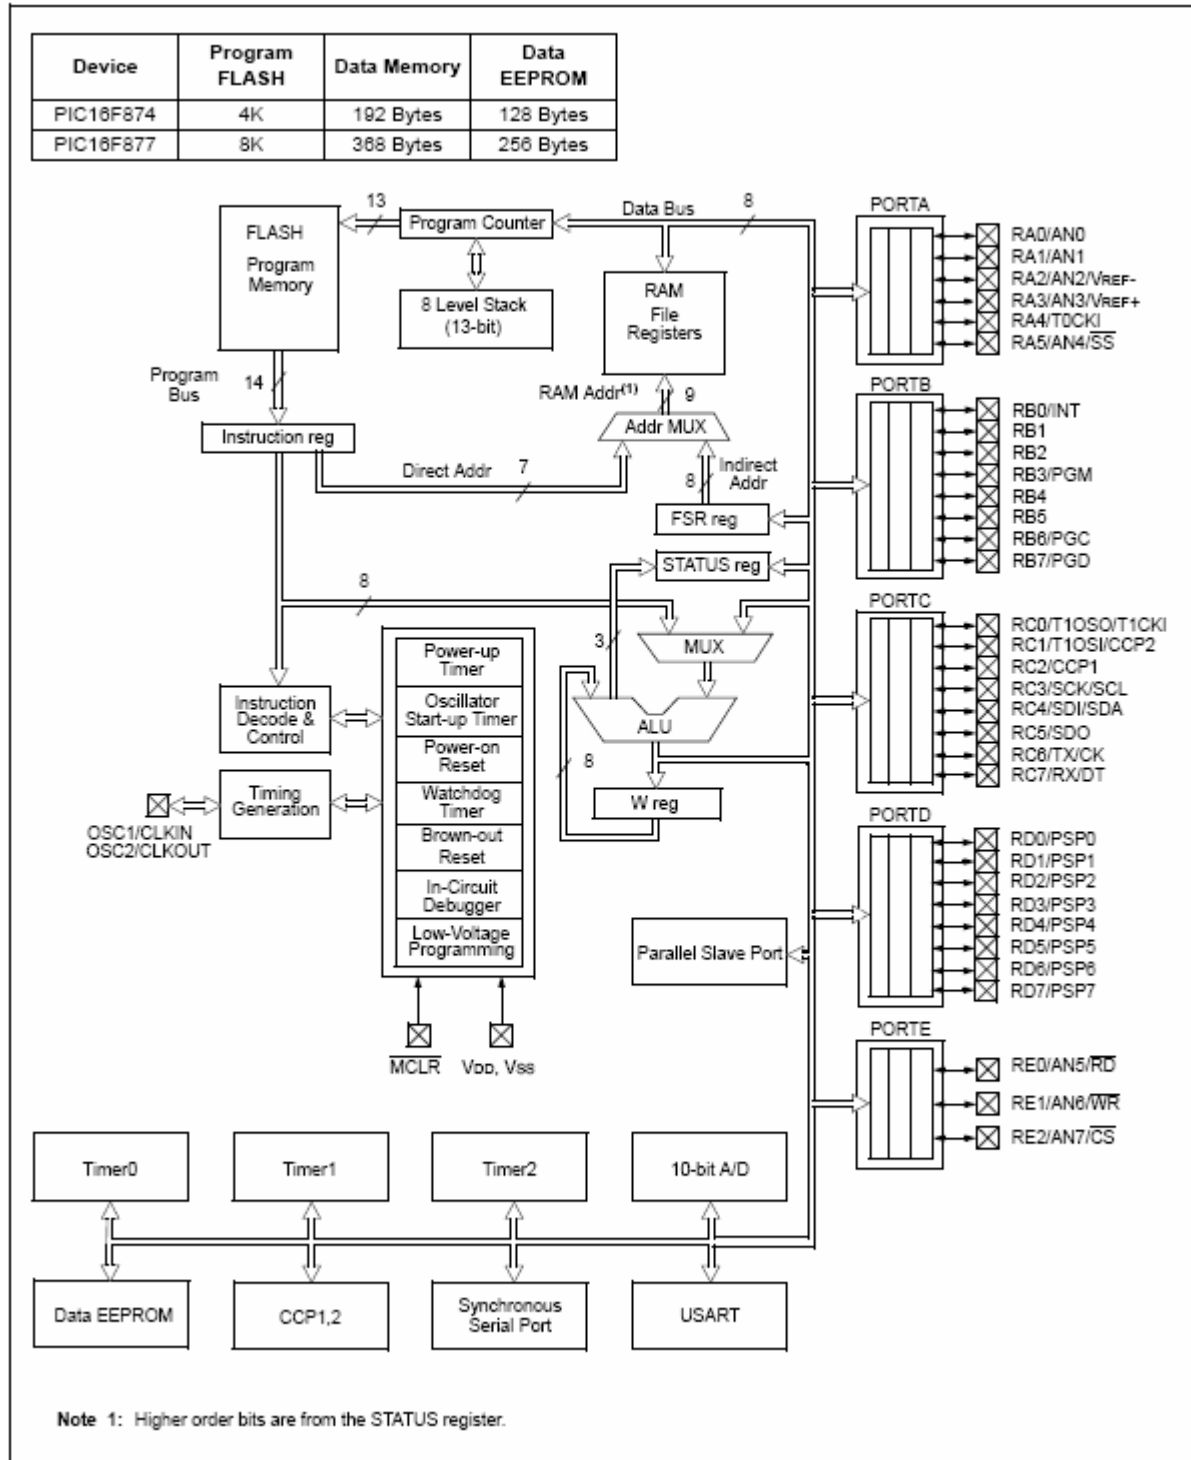 Device Program FLASH Data Memory Data EEPROM
PIC16F874 4K 192 Bytes 128 Bytes
PIC16F877 8K 368 Bytes 256 Bytes
FLASH
Program
Memory
13
Program Counter
8 Level Stack
(13-bit)
Data Bus
8
RAM
File
Registers
Program
Bus
14
RAM Addr(1)
9
Addr MUX
Instruction reg
Direct Addr
7
8
Indirect
Addr
FSR reg
STATUS reg
8
3
MUX
ALU
8
W reg
Power-up
Timer
Oscillator
Start-up Timer
Power-on
Reset
Watchdog
Timer
Brown-out
Reset
In-Circuit
Debugger
Low-Voltage
Programming
Instruction
Decode &
Control
Timing
Generation
OSC1/CLKIN
OSC2/CLKOUT
MCLR
VDD, VSS
Parallel Slave Port
PORTA
RA0/AN0
RA1/AN1
RA2/AN2/VREF-
RA3/AN3/VREF+
RA4/T0CKI
RA5/AN4/SS
PORTB
RB0/INT
RB1
RB2
RB3/PGM
RB4
RB5
RB6/PGC
RB7/PGD
PORTC
RC0/T1OSO/T1CKI
RC1/T1OSI/CCP2
RC2/CCP1
RC3/SCK/SCL
RC4/SDI/SDA
RC5/SDO
RC6/TX/CK
RC7/RX/DT
PORTD
RD0/PSP0
RD1/PSP1
RD2/PSP2
RD3/PSP3
RD4/PSP4
RD5/PSP5
RD6/PSP6
RD7/PSP7
PORTE
RE0/AN5/RD
RE1/AN6/WR
RE2/AN7/CS
Timer0
Timer1
Timer2
10-bit A/D
Data EEPROM
CCP1,2
Synchronous
Serial Port
USART
Note 1: Higher order bits are from the STATUS register.